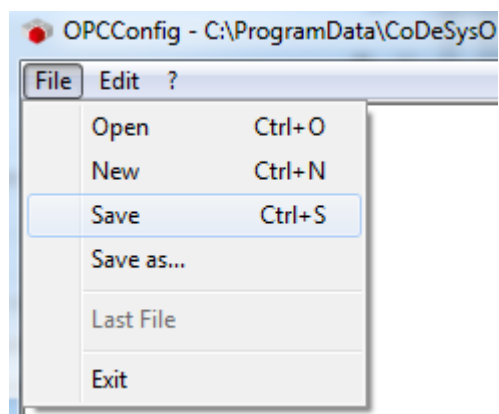 OPCConfig - C:\ProgramData\CoDeSysO
File Edit ?
Open Ctrl+O
New Ctrl+N
Save Ctrl+S
Save as...
Last File
Exit